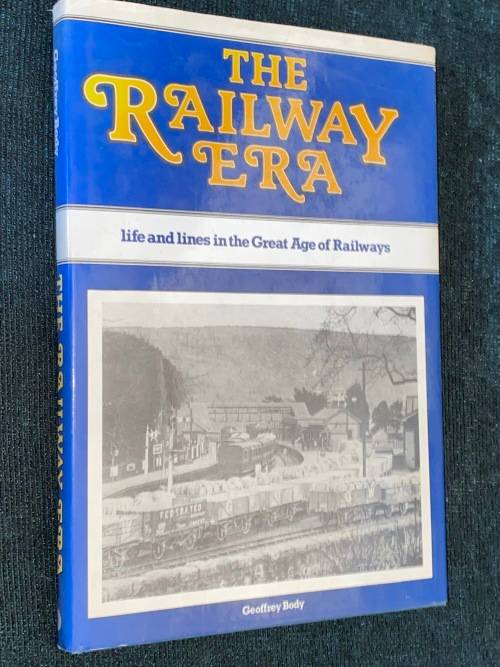 THE
RAILWAY
ERA
life and lines in the Great Age of Railways
Geoffrey Body
Geoffrey Body
THE RAILWAY ERA